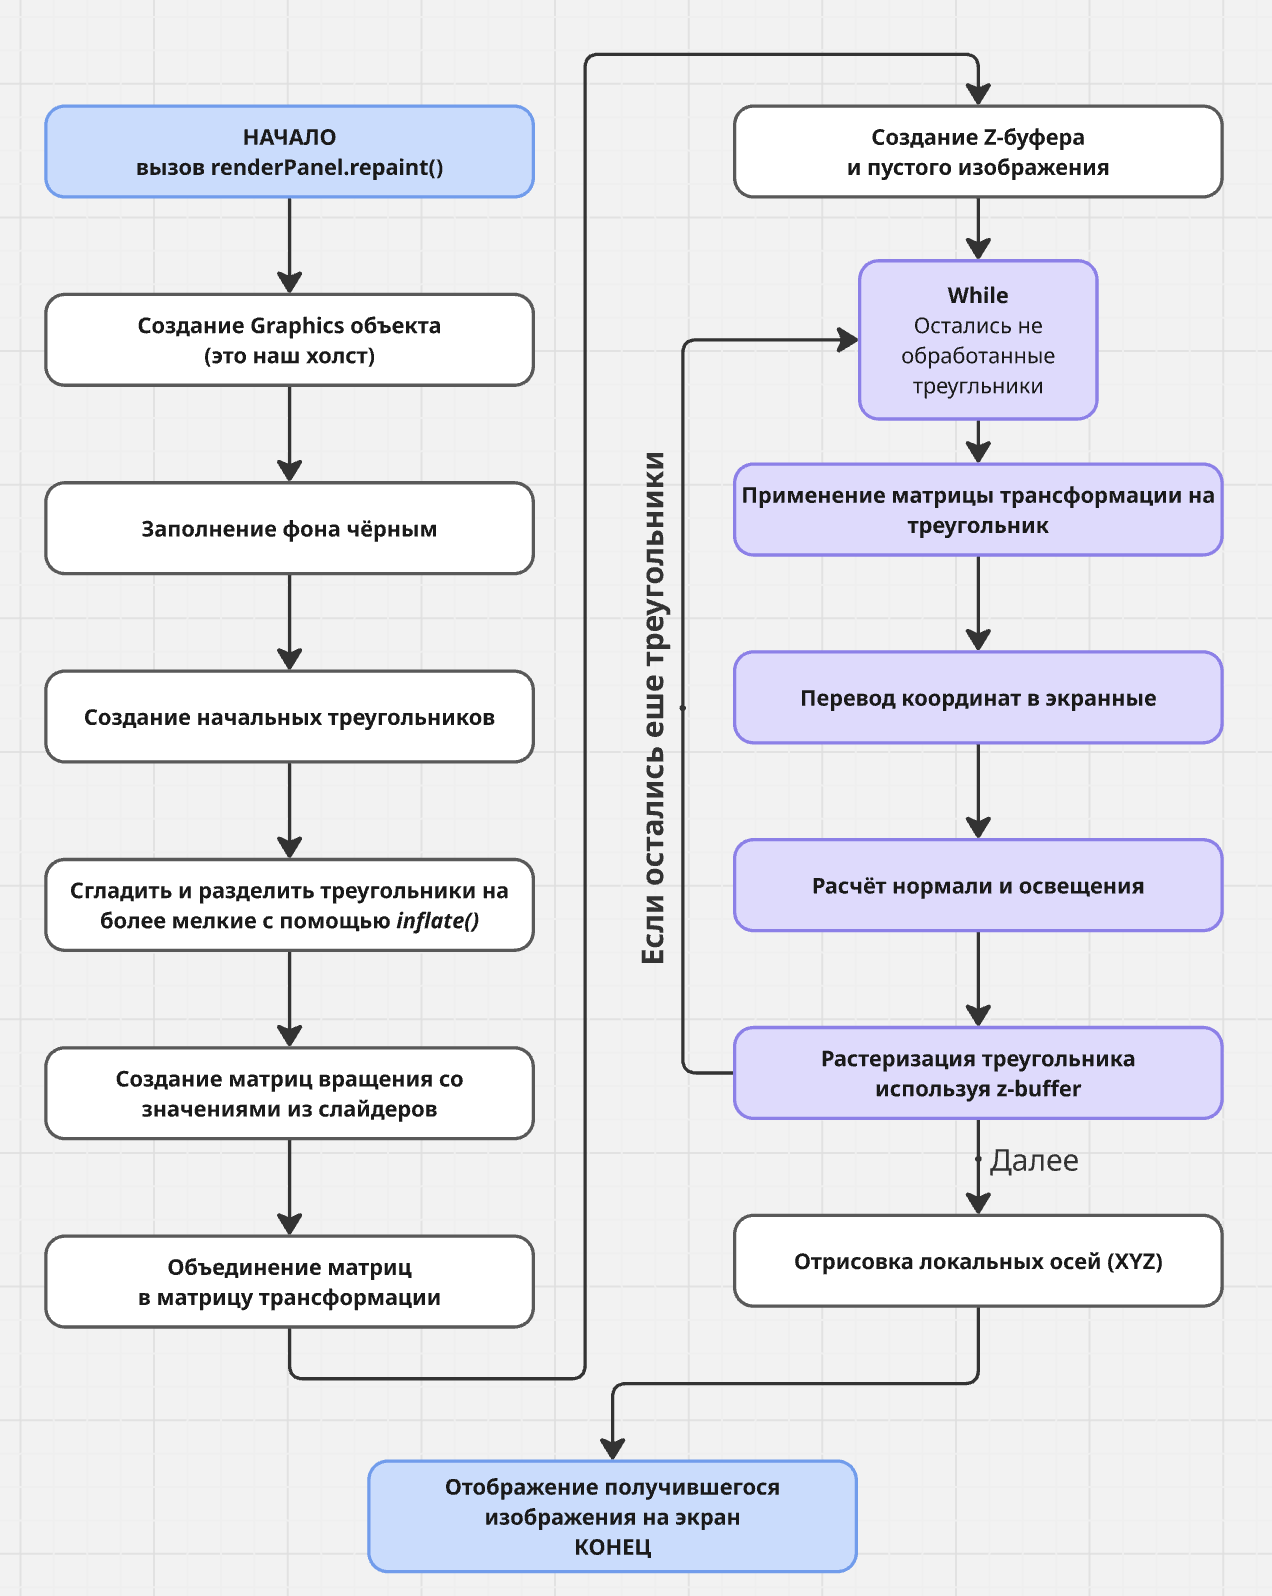 НАЧАЛО
вызов renderPanel.repaint()
Создание Graphics объекта
(это наш холст)
Заполнение фона чёрным
Создание начальных треугольников
Сгладить и разделить треугольники на
более мелкие с помощью inflate()
Создание матриц вращения со
значениями из слайдеров
Объединение матриц
в матрицу трансформации
Создание Z-буфера
и пустого изображения
While
Остались не
обработанные
треугльники
Применение матрицы трансформации на
треугольник
Перевод координат в экранные
Расчёт нормали и освещения
Растеризация треугольника
используя z-buffer
Если остались еше треугольники
Далее
Отрисовка локальных осей (XYZ)
Отображение получившегося
изображения на экран
КОНЕЦ